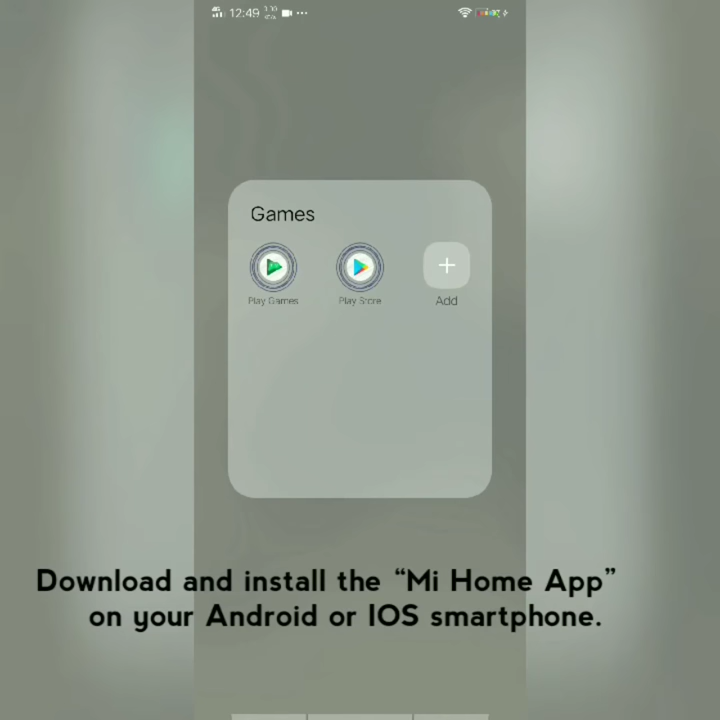 12:49
Games
Play Games
Play Store
Add
Download and install the “Mi Home App”
on your Android or IOS smartphone.